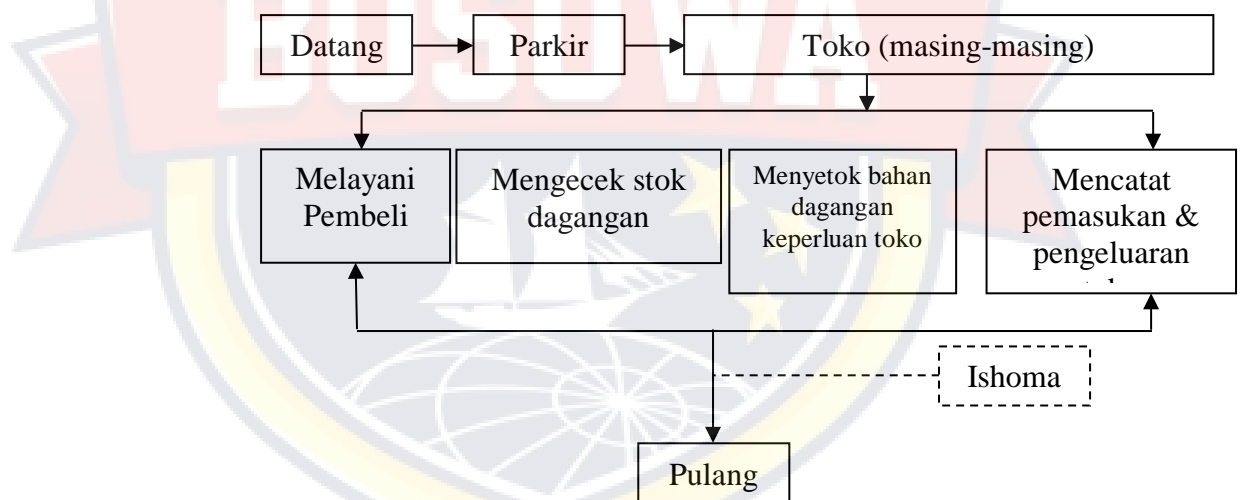 BOSOWA
Datang
Parkir
Toko (masing-masing)
Melayani
Pembeli
Mengecek stok
dagangan
Menyetok bahan
dagangan
keperluan toko
Mencatat
pemasukan &
pengeluaran
Ishoma
Pulang